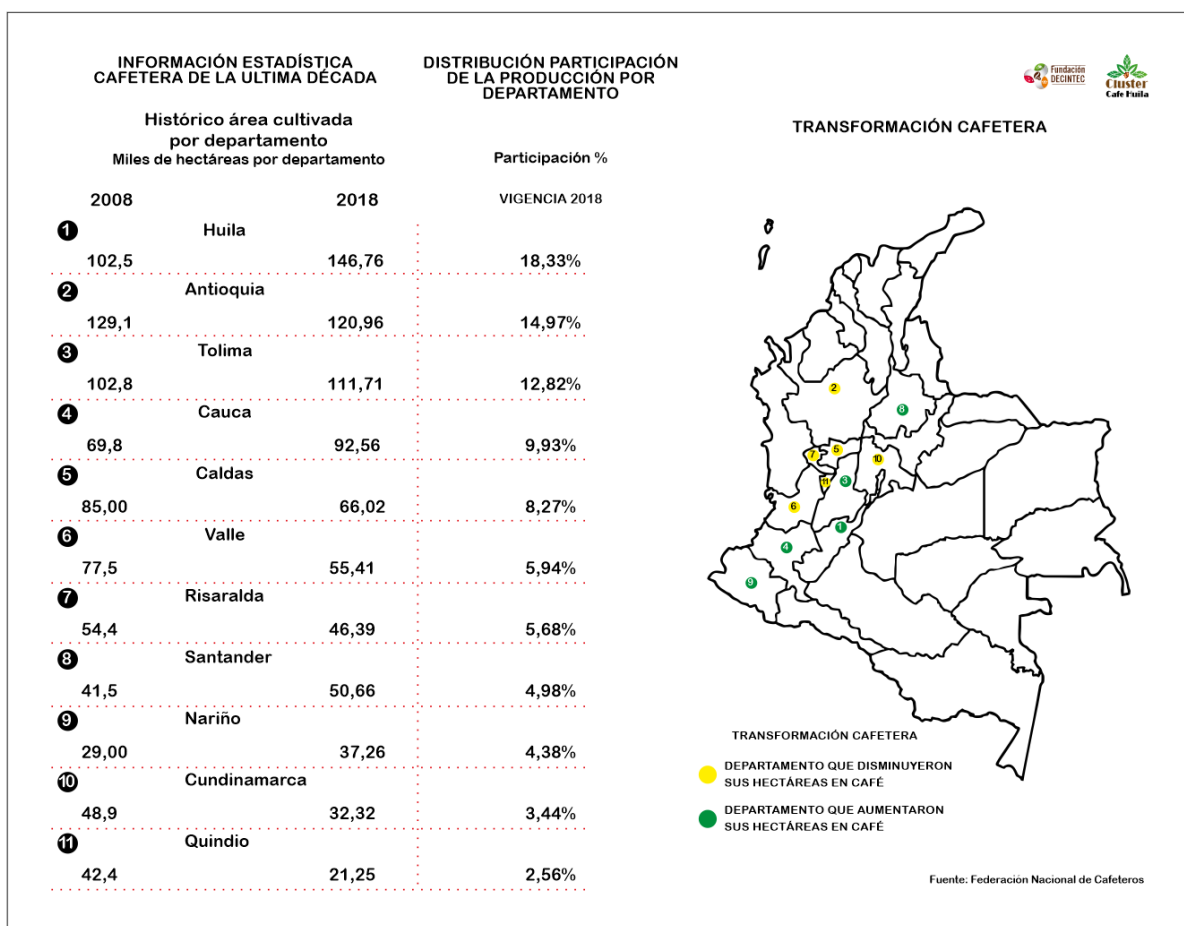 INFORMACIÓN ESTADÍSTICA
CAFETERA DE LA ULTIMA DÉCADA
DISTRIBUCIÓN PARTICIPACIÓN
DE LA PRODUCCIÓN POR
DEPARTAMENTO
Fundación
DECINTEC
Cluster
Cafe Huila
Histórico área cultivada
por departamento
Miles de hectáreas por departamento
Participación %
TRANSFORMACIÓN CAFETERA
2008 2018 VIGENCIA 2018
1 Huila
102,5 146,76 18,33%
2 Antioquia
129,1 120,96 14,97%
3 Tolima
102,8 111,71 12,82%
4 Cauca
69,8 92,56 9,93%
5 Caldas
85,00 66,02 8,27%
6 Valle
77,5 55,41 5,94%
7 Risaralda
54,4 46,39 5,68%
8 Santander
41,5 50,66 4,98%
9 Nariño
29,00 37,26 4,38%
10 Cundinamarca
48,9 32,32 3,44%
11 Quindio
42,4 21,25 2,56%
2
8
7
5
10
11
3
6
1
4
9
TRANSFORMACIÓN CAFETERA
DEPARTAMENTO QUE DISMINUYERON
SUS HECTÁREAS EN CAFÉ
DEPARTAMENTO QUE AUMENTARON
SUS HECTÁREAS EN CAFÉ
Fuente: Federación Nacional de Cafeteros